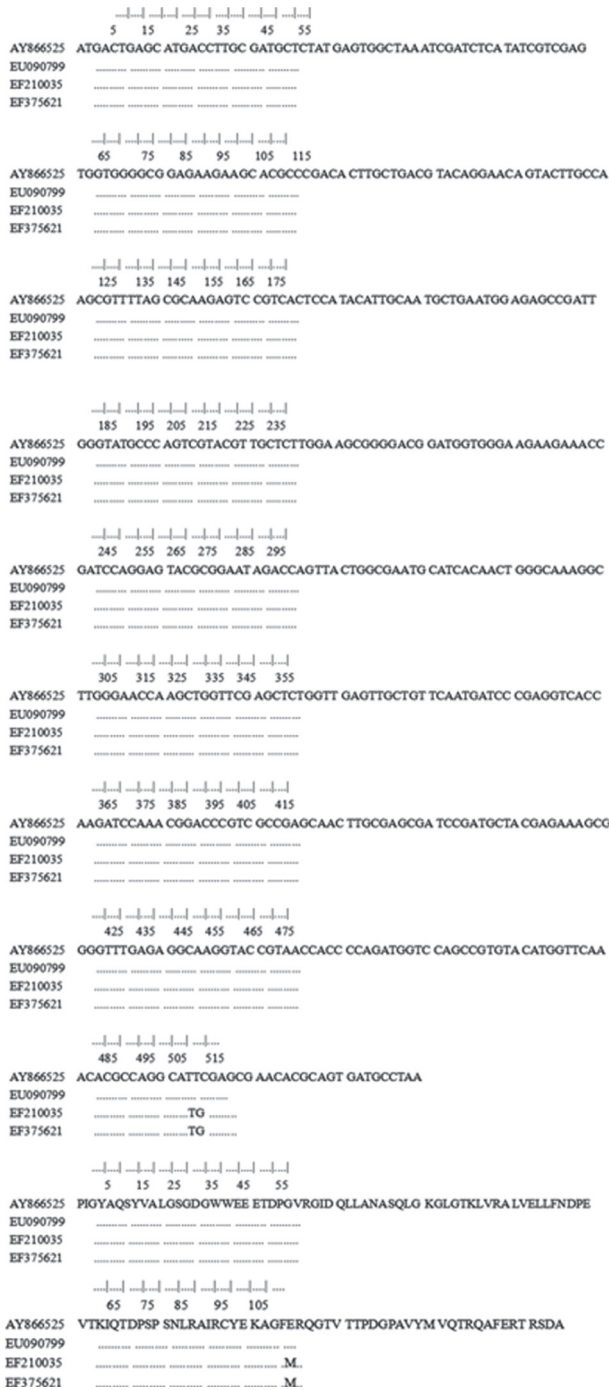 5 15 25 35 45 55
AY866525 ATGACTGAGC ATGACCTTGC GATGCTCTAT GAGTGGCTAAATCGATCTCA TATCGTCGAG
EU090799
EF210035
EF375621
65 75 85 95 105 115
AY866525 TGGTGGGGCG GAGAAGAAGC ACGCCCGACA CTTGCTGACG TACAGGAACA GTACTTGCCA
EU090799
EF210035
EF375621
125 135 145 155 165 175
AY866525 AGCGTTTTAG CGCAAGAGTC CGTCACTCCA TACATTGCAA TGCTGAATGG AGAGCCGATT
EU090799
EF210035
EF375621
185 195 205 215 225 235
AY866525 GGGTATGCCC AGTCGTACGT TGCTCTTGGA AGCGGGGACG GATGGTGGGA AGAAGAAACC
EU090799
EF210035
EF375621
245 255 265 275 285 295
AY866525 GATCCAGGAG TACGCGGAAT AGACCAGTTA CTGGCGAATG CATCACAACT GGGCAAAGGC
EU090799
EF210035
EF375621
305 315 325 335 345 355
AY866525 TTGGGAACCA AGCTGGTTCG AGCTCTGGTT GAGTTGCTGT TCAATGATCC CGAGGTCACC
EU090799
EF210035
EF375621
365 375 385 395 405 415
AY866525 AAGATCCAAA CGGACCCGTC GCCGAGCAAC TTGCGAGCGA TCCGATGCTA CGAGAAAGCG
EU090799
EF210035
EF375621
425 435 445 455 465 475
AY866525 GGGTTTGAGA GGCAAGGTAC CGTAACCACC CCAGATGGTC CAGCCGTGTA CATGGTTCAA
EU090799
EF210035
EF375621
485 495 505 515
AY866525 ACACGCCAGG CATTCGAGCG AACACGCAGT GATGCCTAA
EU090799
EF210035 ........ ......... .......TG .........
EF375621 ........ ......... .......TG .........
5 15 25 35 45 55
AY866525 PIGYAQSYVALGSGDGWWEE ETDPGVRGID QLLANASQLG KGLGTKLVRALVELLFNDPE
EU090799
EF210035
EF375621
65 75 85 95 105
AY866525 VTKIQTDPSP SNLRAIRCYE KAGFERQGTV TTPDGPAVYM VQTRQAFERT RSDA
EU090799
EF210035 ......... ......... ......... ......... ......... .M..
EF375621 ......... ......... ......... ......... ......... .M..